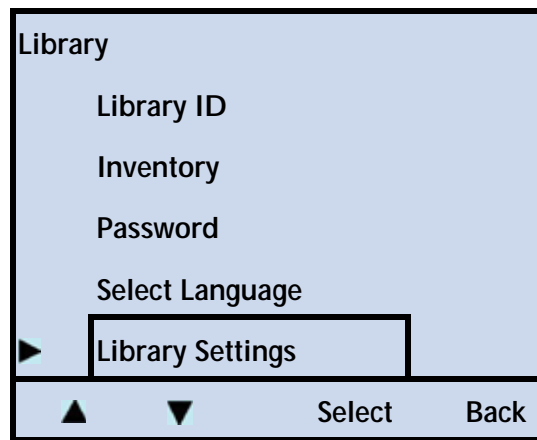 Library
Library ID
Inventory
Password
Select Language
Library Settings
Select Back